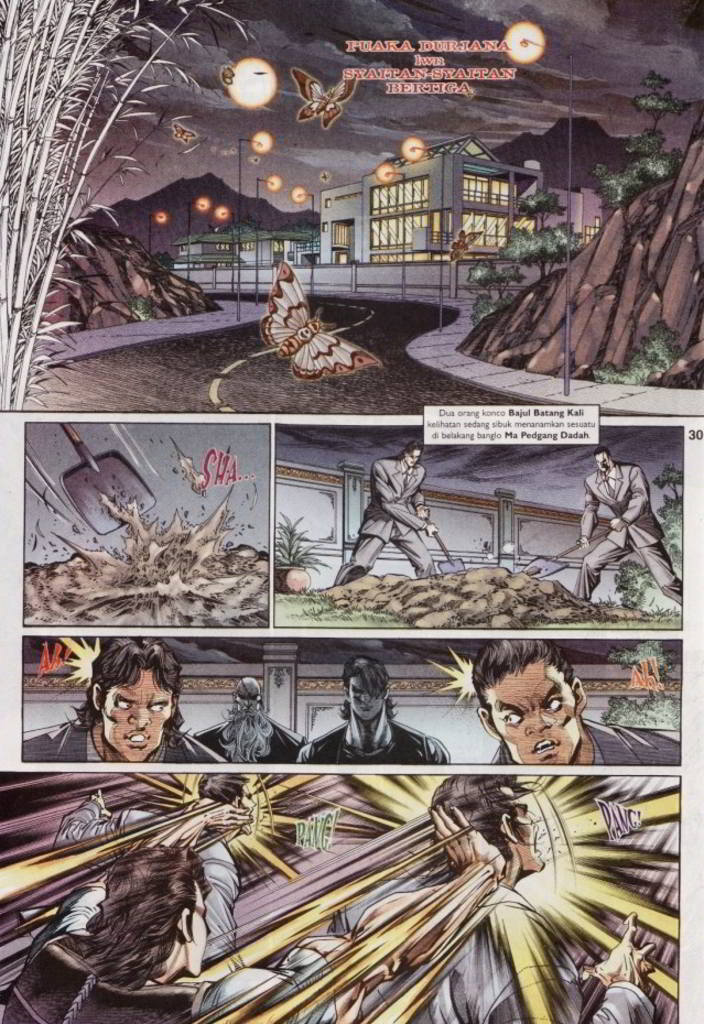 PUAKA DURJANA
lwn
SYAITAN-SYAITAN
BERTIGA
Dua orang konco Bajul Batang Kali
kelihatan sedang sibuk menanamkan sesuatu
di belakang banglo Ma Pedgang Dadah.
30
SHA...
AH!
AH!
PANG!
PANG!